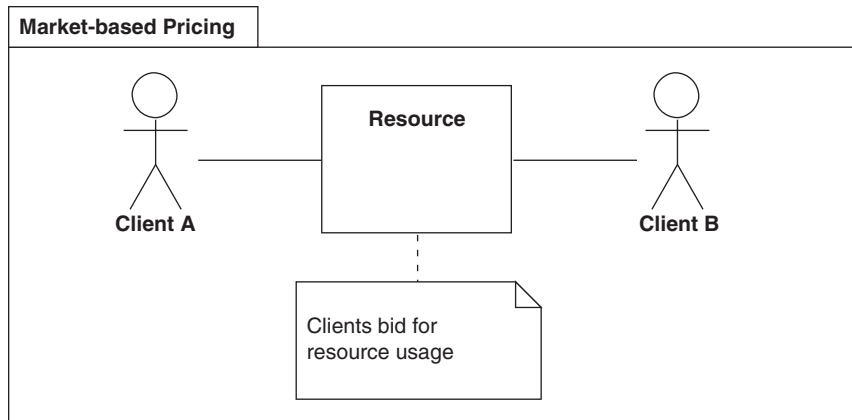 Market-based Pricing
Resource
Client A
Client B
Clients bid for
resource usage